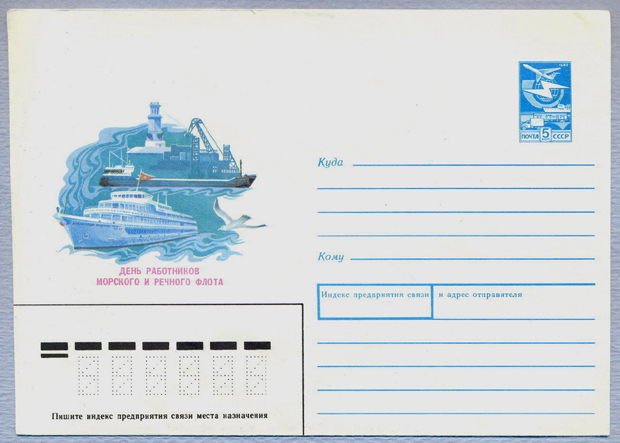 ПОЧТА 5 СССР
Куда
Кому
ДЕНЬ РАБОТНИКОВ
МОРСКОГО И РЕЧНОГО ФЛОТА
Индекс предприятия связи и адрес отправителя
Пишите индекс предприятия связи места назначения